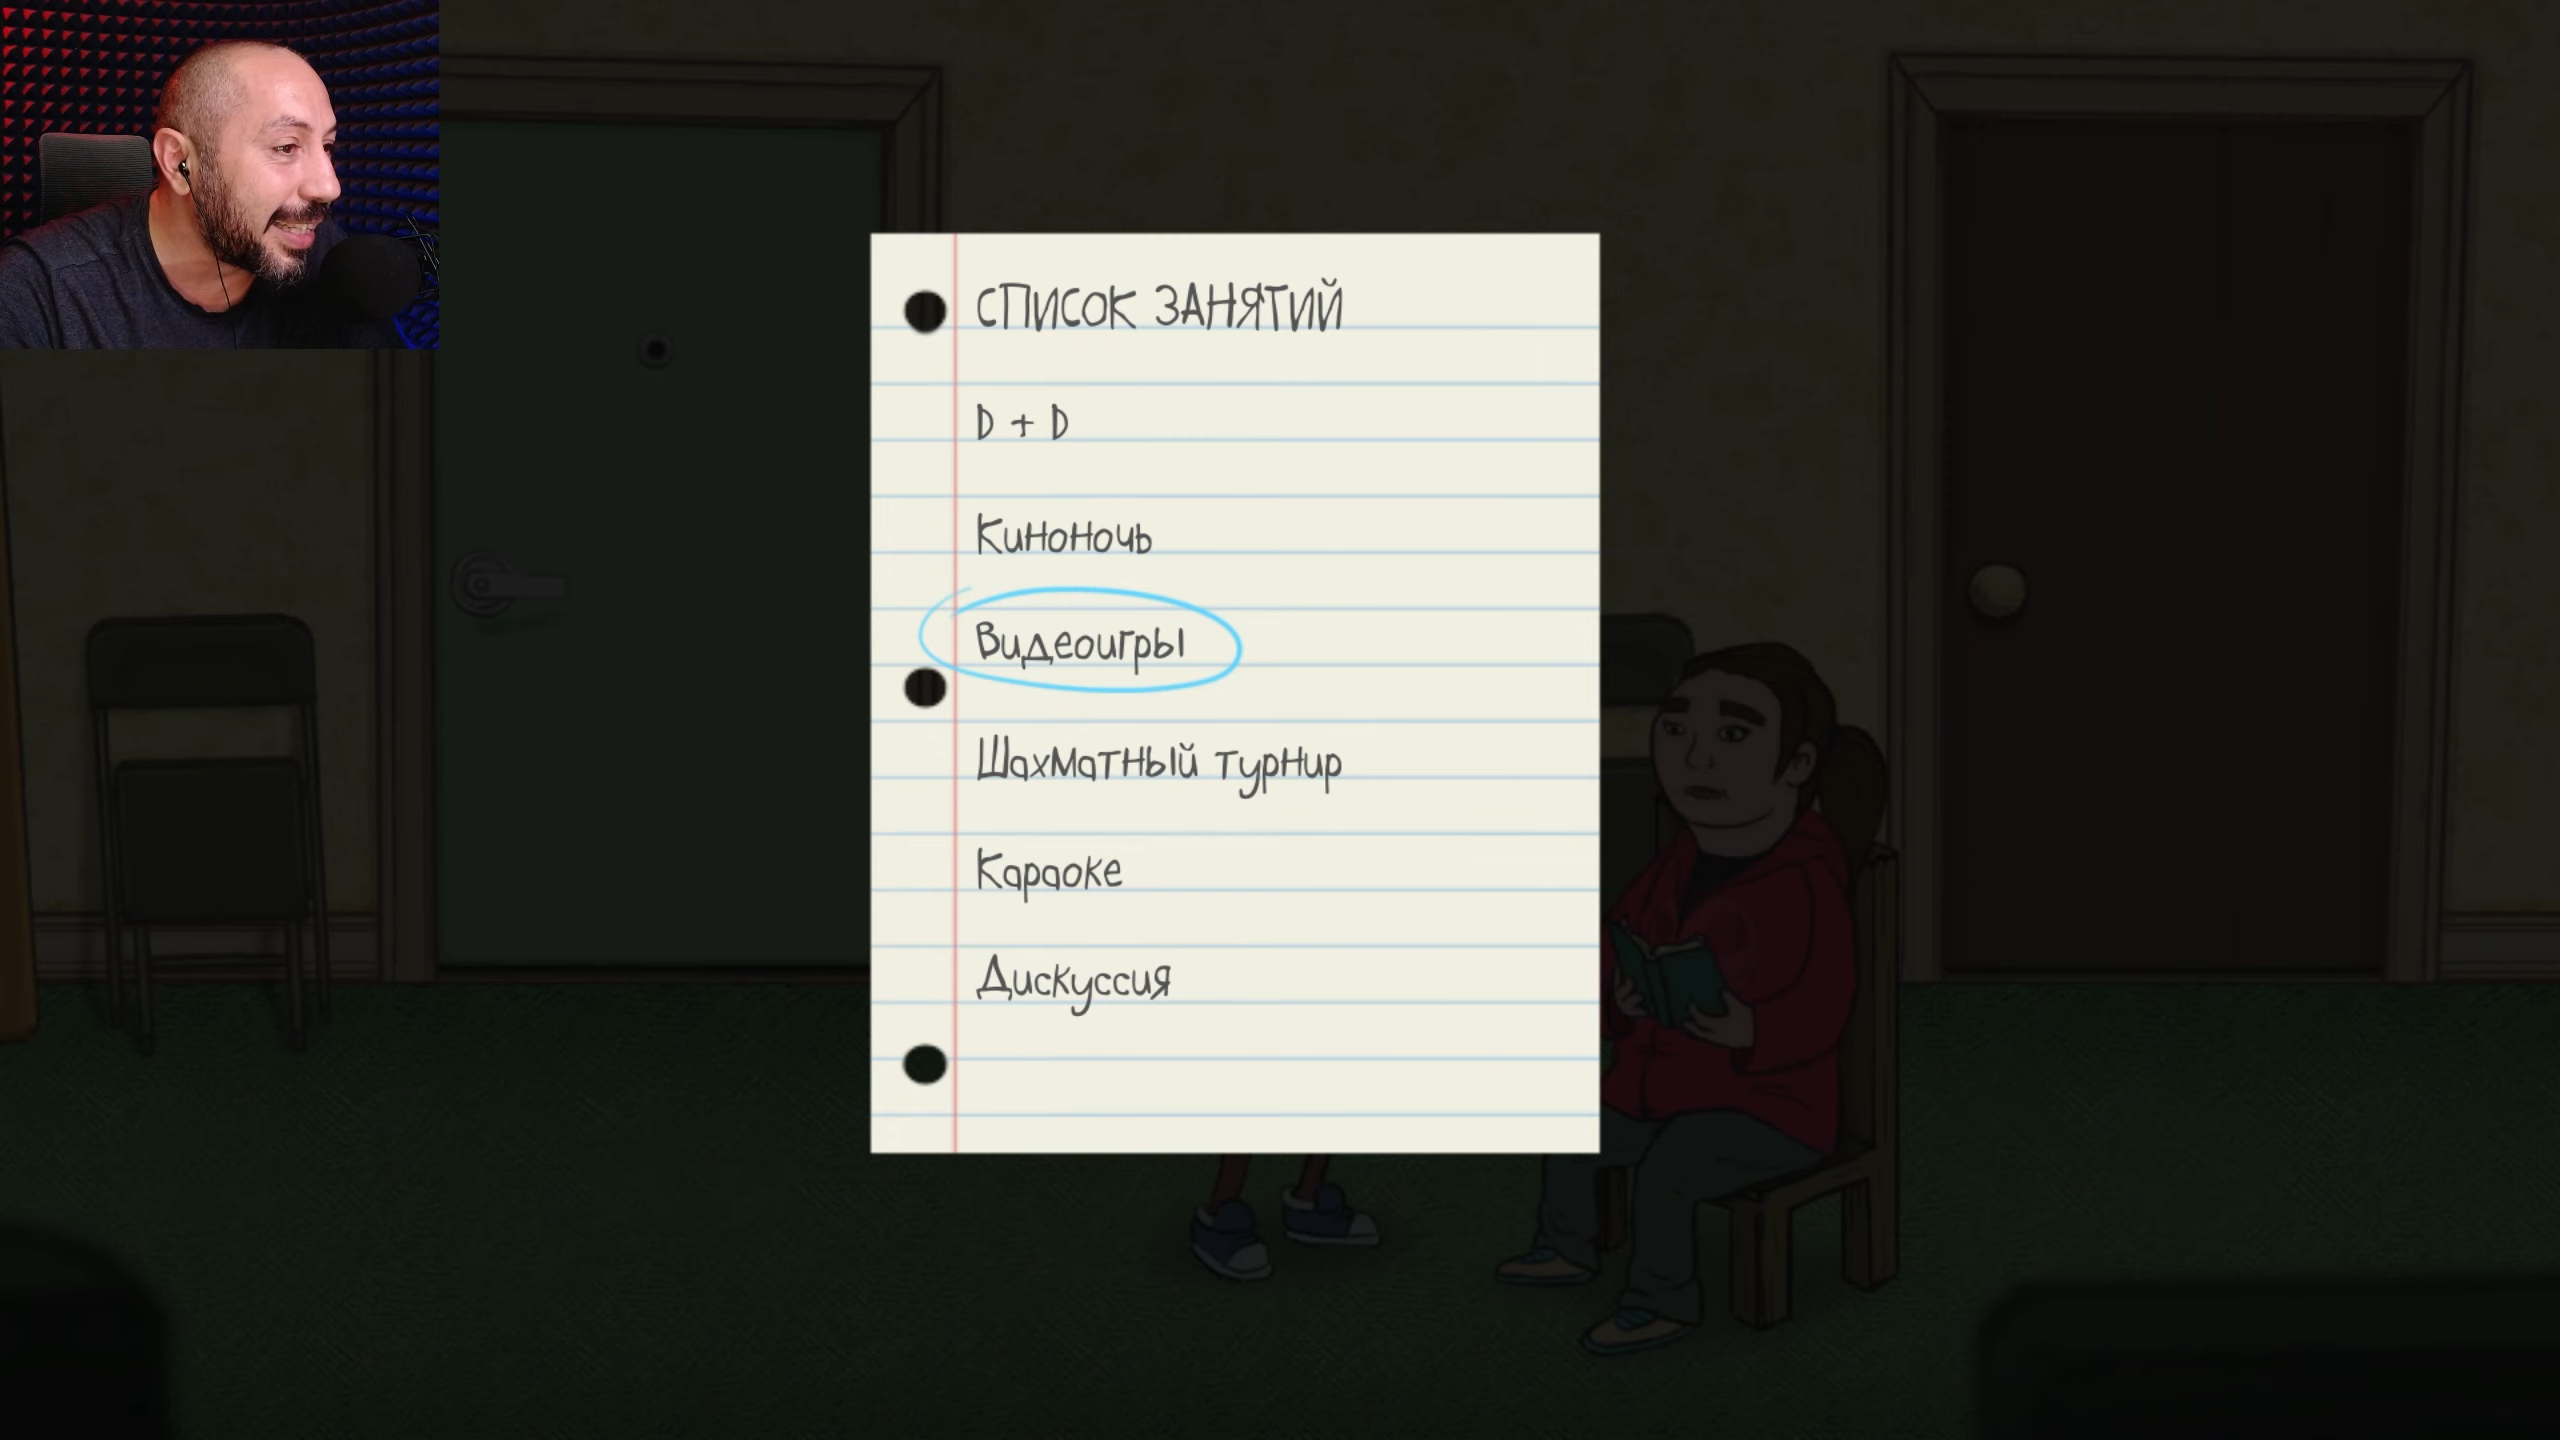 СПИСОК ЗАНЯТИЙ
D + D
Киноночь
Видеоигры
Шахматный турнир
Караоке
Дискуссия